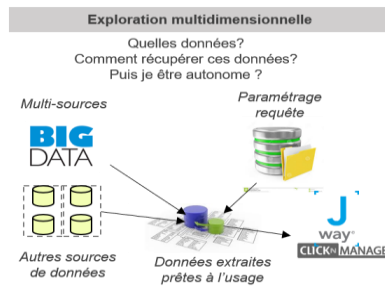 Exploration multidimensionnelle
Quelles données?
Comment récupérer ces données?
Puis je être autonome ?
Multi-sources
Paramétrage
requête
BIG
DATA
J
way®
CLICK'N MANAGE
Autres sources
de données
Données extraites
prêtes à l'usage